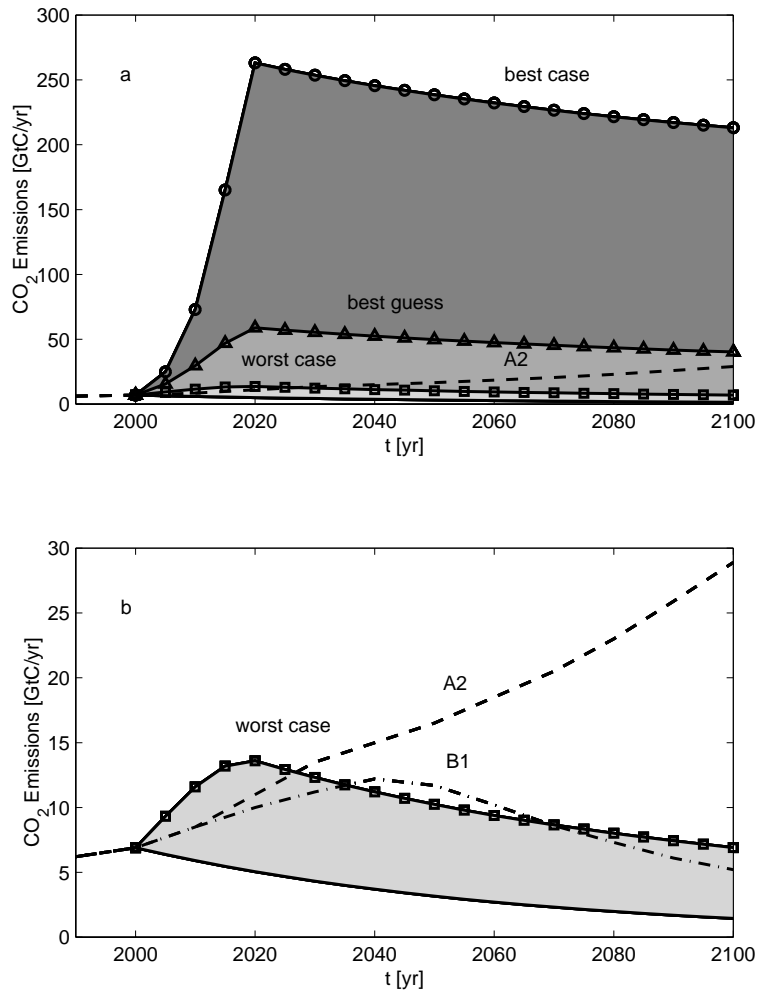 300
a
best case
250
200
150
CO2 Emissions [GtC/yr]
100
best guess
50
worst case
A2
0
2000 2020 2040 2060 2080 2100
t [yr]
30
b
25
20
A2
worst case
15
B1
CO2 Emissions [GtC/yr]
10
5
0
2000 2020 2040 2060 2080 2100
t [yr]